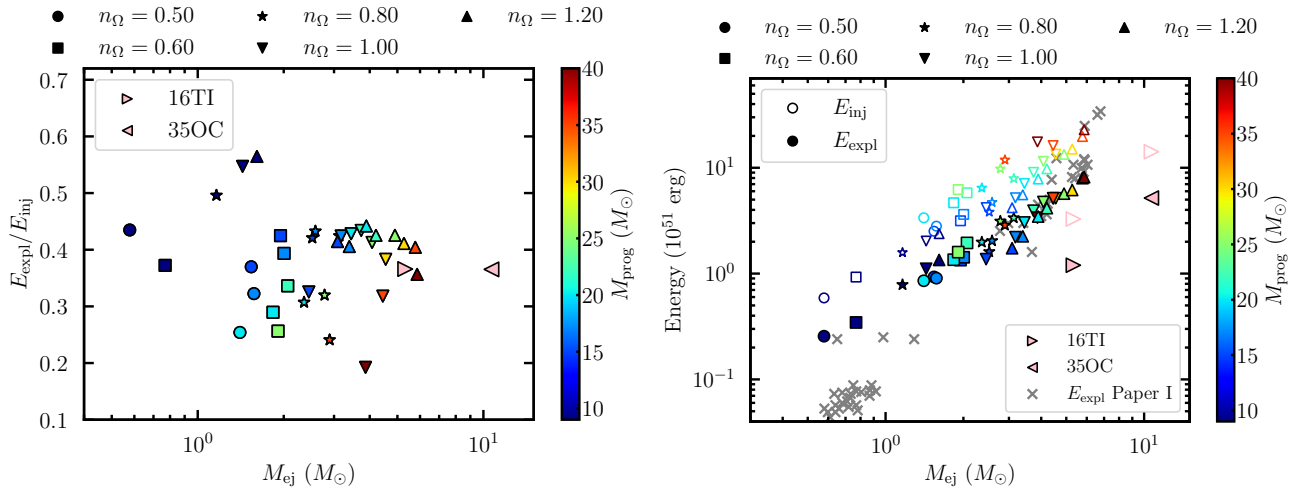 n_Ω = 0.50 n_Ω = 0.80 n_Ω = 1.20
n_Ω = 0.60 n_Ω = 1.00
0.7
0.6
0.5
0.4
0.3
0.2
0.1
E_expl/E_inj
16TI
35OC
10^0 10^1
M_ej (M_⊙)
40
35
30
25
20
15
10
M_prog (M_⊙)
n_Ω = 0.50 n_Ω = 0.80 n_Ω = 1.20
n_Ω = 0.60 n_Ω = 1.00
10^1
10^0
10^−1
Energy (10^51 erg)
E_inj
E_expl
16TI
35OC
E_expl Paper I
10^0 10^1
M_ej (M_⊙)
40
35
30
25
20
15
10
M_prog (M_⊙)